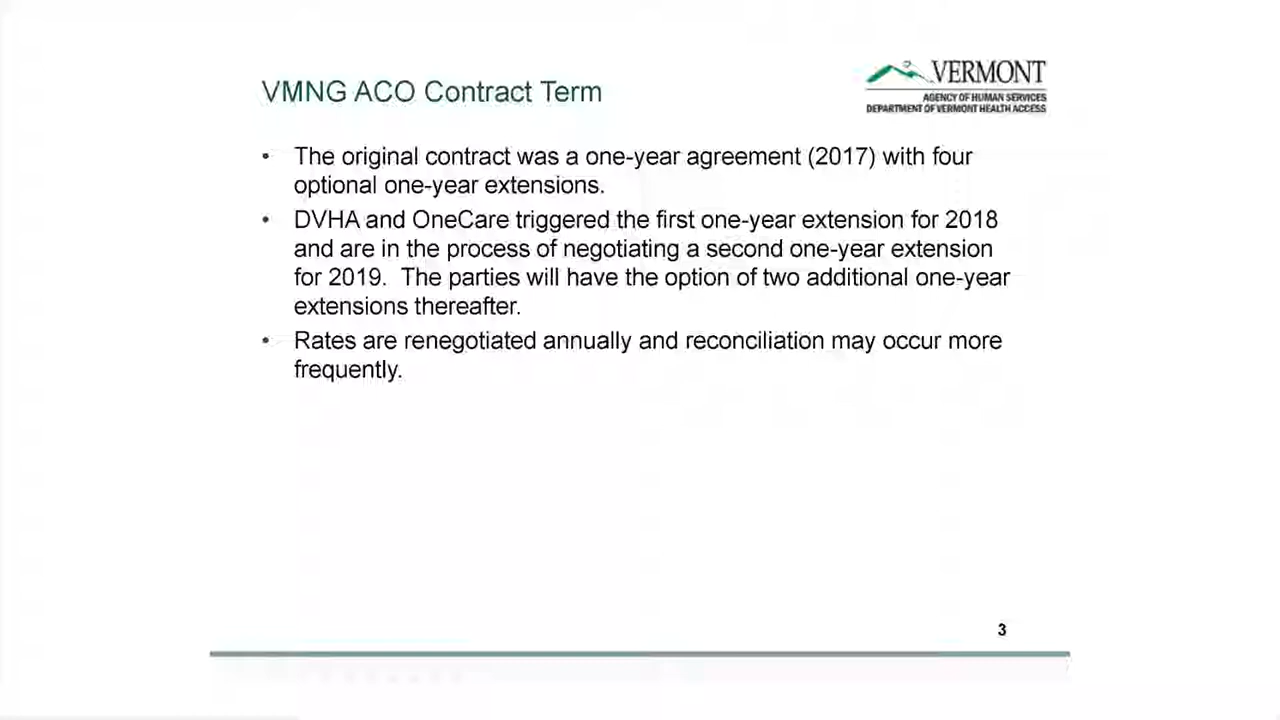 VMNG ACO Contract Term
VERMONT
AGENCY OF HUMAN SERVICES
DEPARTMENT OF VERMONT HEALTH ACCESS
• The original contract was a one-year agreement (2017) with four
optional one-year extensions.
• DVHA and OneCare triggered the first one-year extension for 2018
and are in the process of negotiating a second one-year extension
for 2019. The parties will have the option of two additional one-year
extensions thereafter.
• Rates are renegotiated annually and reconciliation may occur more
frequently.
3